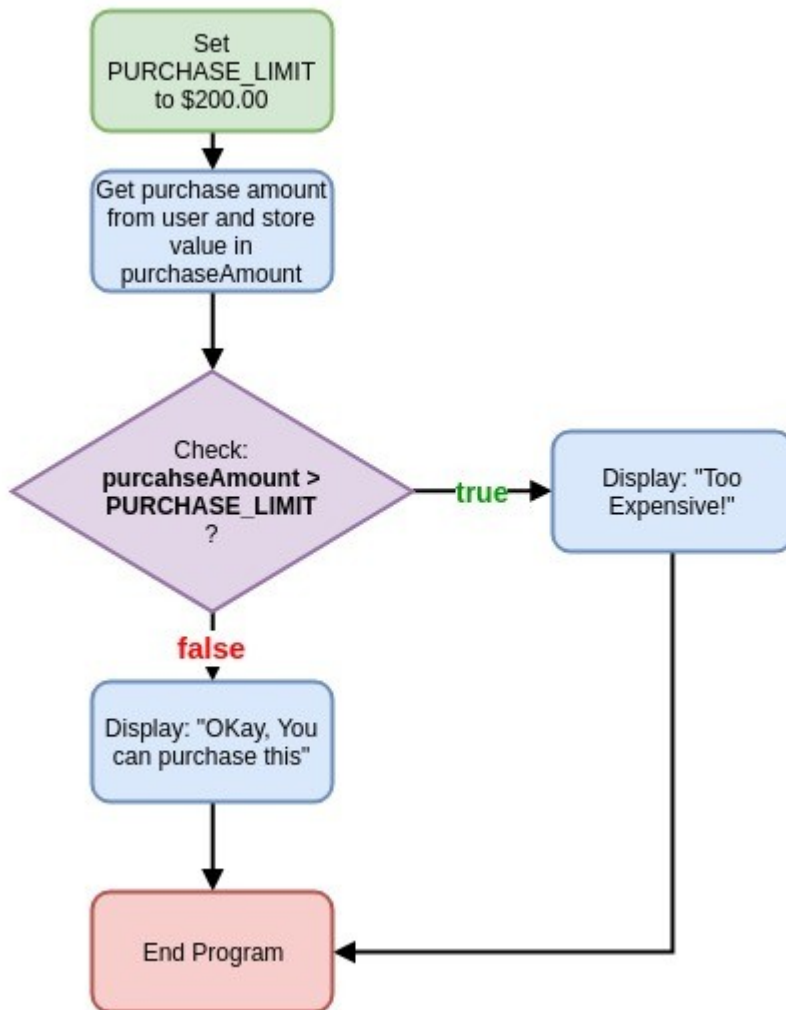 Set
PURCHASE_LIMIT
to $200.00
Get purchase amount
from user and store
value in
purchaseAmount
Check:
purcahseAmount >
PURCHASE_LIMIT
?
true
Display: "Too
Expensive!"
false
Display: "OKay, You
can purchase this"
End Program